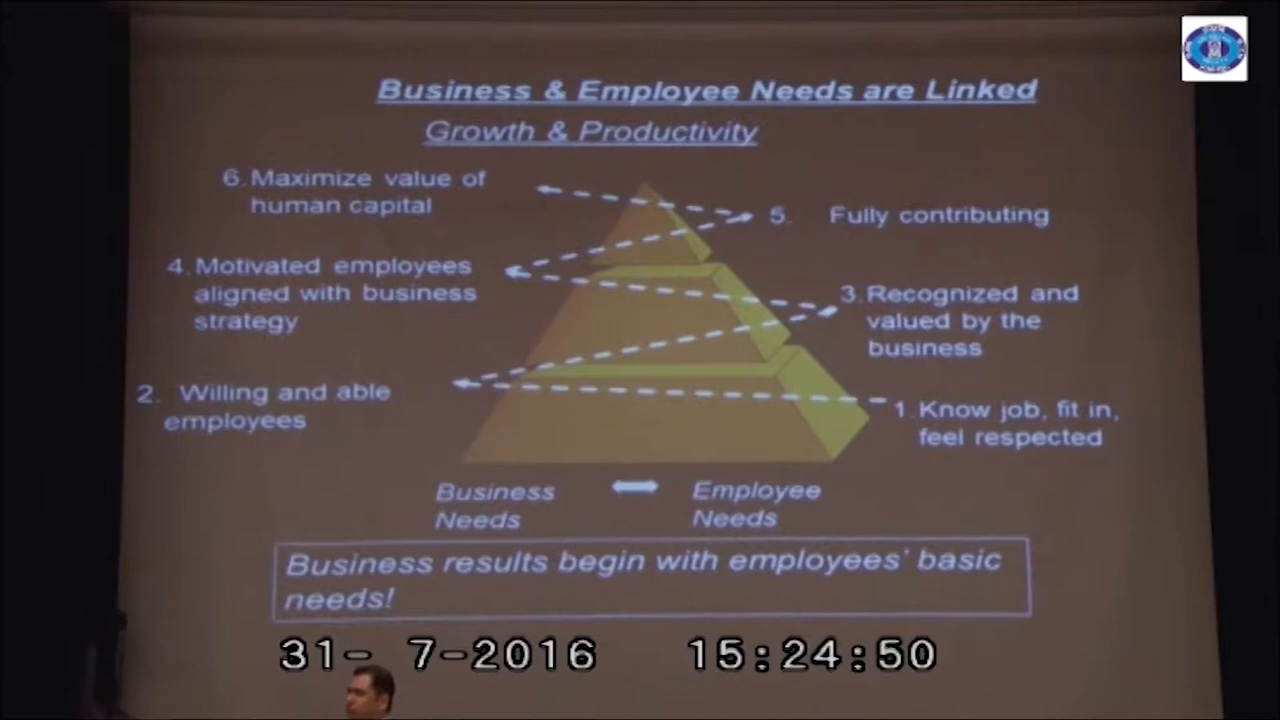 Business & Employee Needs are Linked
Growth & Productivity
6. Maximize value of
human capital
5. Fully contributing
4. Motivated employees
aligned with business
strategy
3. Recognized and
valued by the
business
2. Willing and able
employees
1. Know job, fit in,
feel respected
Business
Needs
Employee
Needs
Business results begin with employees' basic
needs!
31- 7-2016 15:24:50